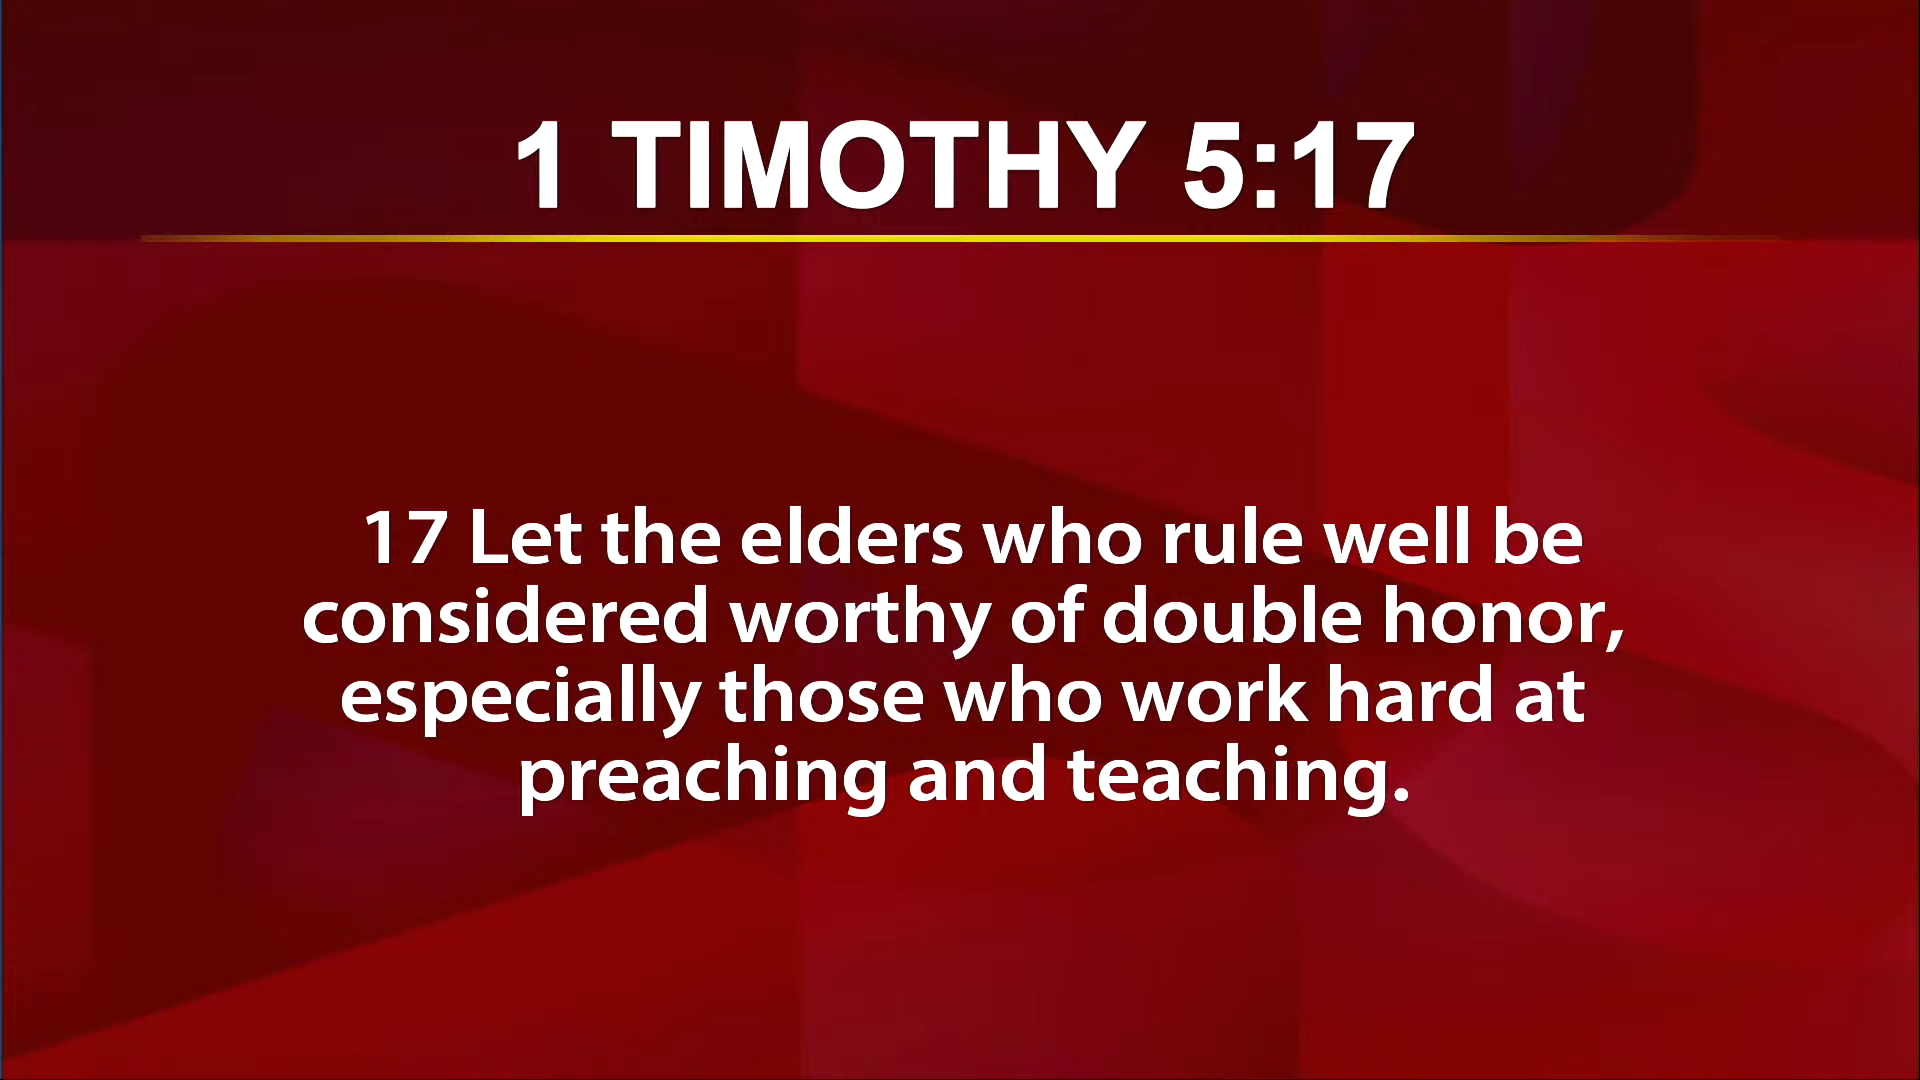 1 TIMOTHY 5:17
17 Let the elders who rule well be
considered worthy of double honor,
especially those who work hard at
preaching and teaching.